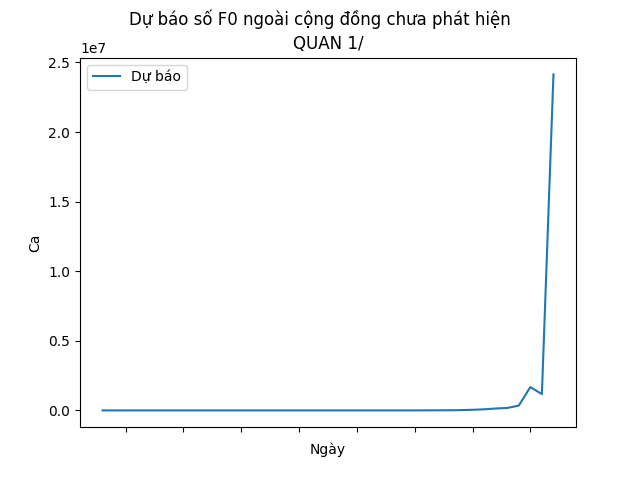 Dự báo số F0 ngoài cộng đồng chưa phát hiện
QUAN 1/
1e7
Dự báo
2.5
2.0
1.5
1.0
0.5
0.0
Ca
Ngày